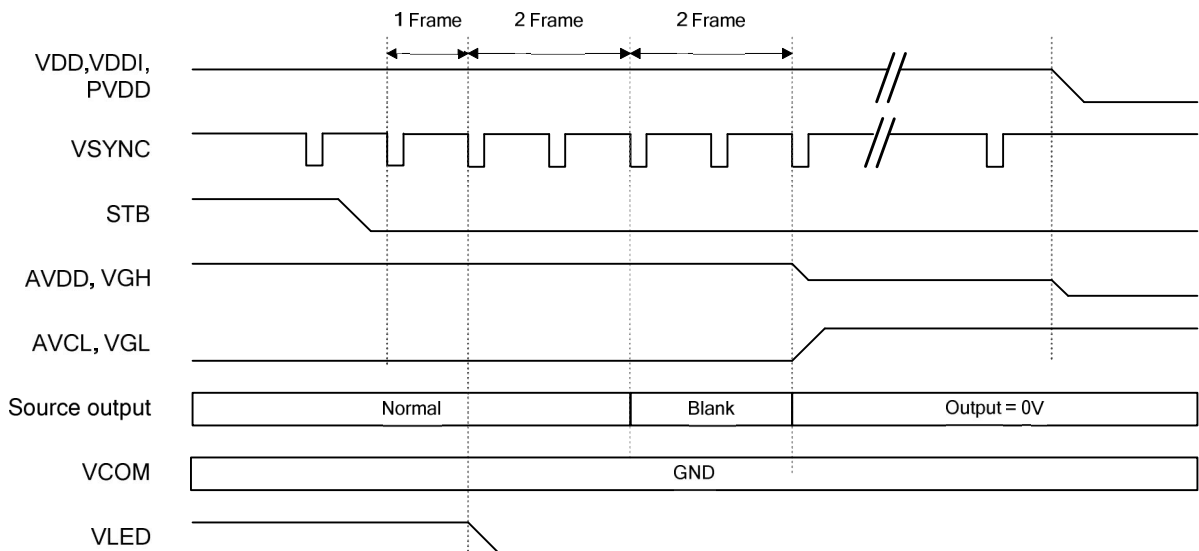 1 Frame 2 Frame 2 Frame
VDD,VDDI,
PVDD
VSYNC
STB
AVDD, VGH
AVCL, VGL
Source output Normal Blank Output = 0V
VCOM GND
VLED